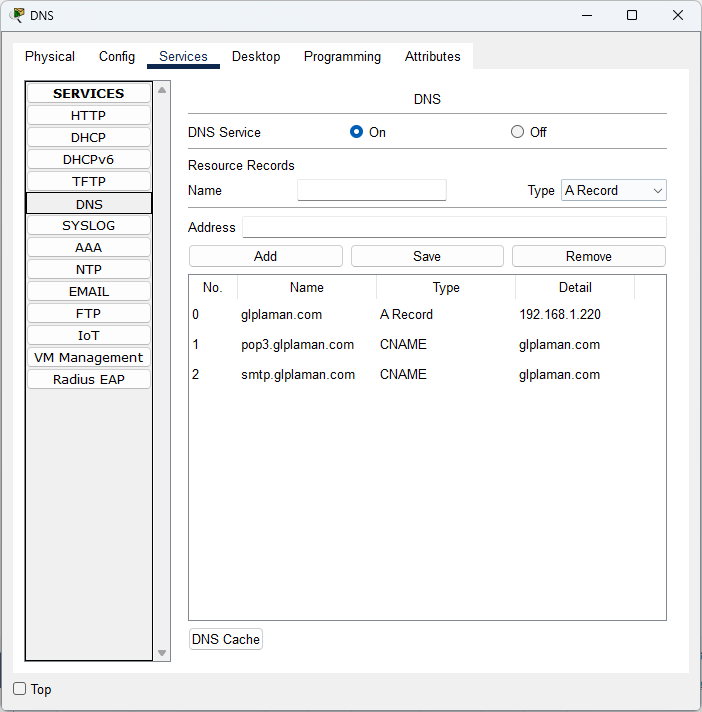 DNS
Physical Config Services Desktop Programming Attributes
SERVICES
HTTP
DHCP
DHCPv6
TFTP
DNS
SYSLOG
AAA
NTP
EMAIL
FTP
IoT
VM Management
Radius EAP
DNS
DNS Service On Off
Resource Records
Name Type A Record
Address
Add Save Remove
No. Name Type Detail
0 glplaman.com A Record 192.168.1.220
1 pop3.glplaman.com CNAME glplaman.com
2 smtp.glplaman.com CNAME glplaman.com
DNS Cache
Top